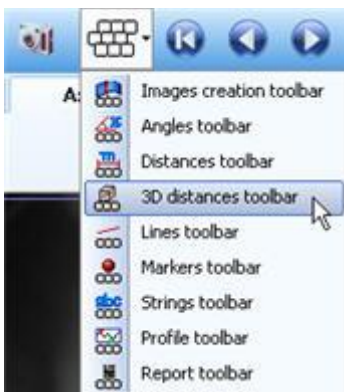 A:
Images creation toolbar
Angles toolbar
Distances toolbar
3D distances toolbar
Lines toolbar
Markers toolbar
Strings toolbar
Profile toolbar
Report toolbar